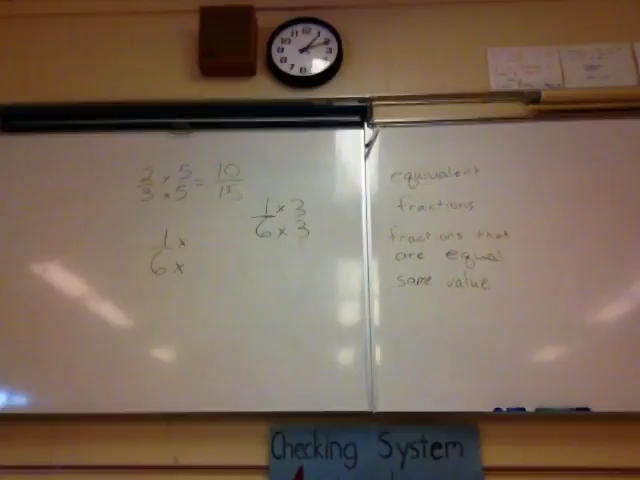 2 × 5 = 10
3 × 5 15
1 × 3
6 × 3
1 ×
6 ×
equivalent
fractions
fractions that
are equal
same value
Checking System